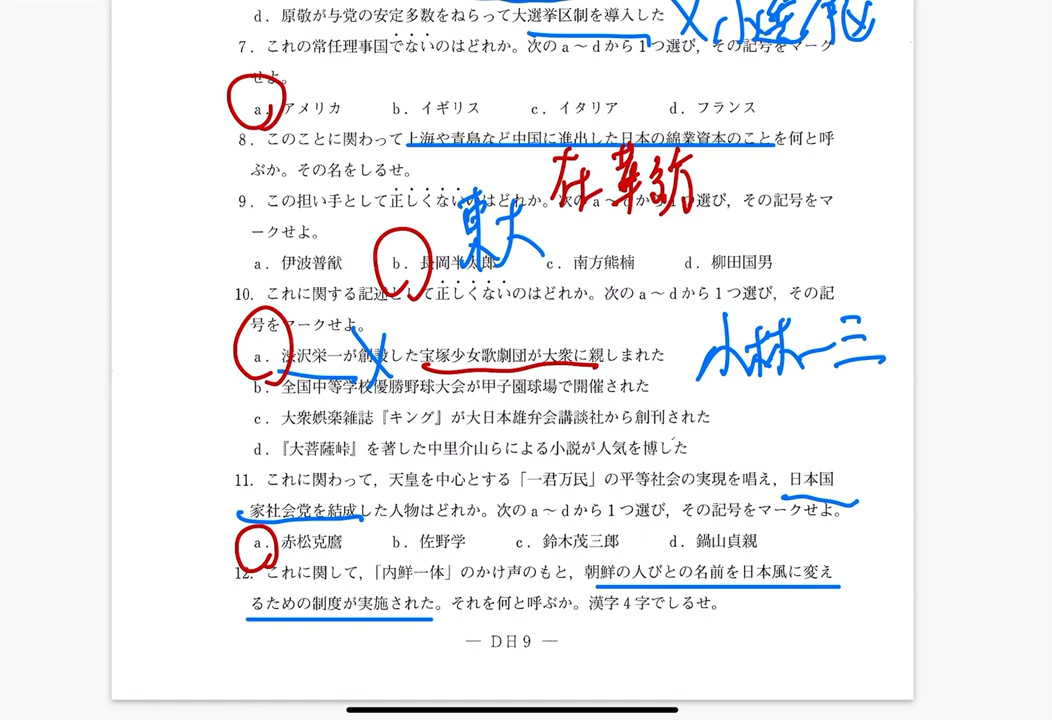 d．原敬が与党の安定多数をねらって大選挙区制を導入した
× 小選挙区
7．これの常任理事国でないのはどれか。次のa～dから1つ選び，その記号をマーク
せよ。
a．アメリカ b．イギリス c．イタリア d．フランス
8．このことに関わって上海や青島など中国に進出した日本の綿業資本のことを何と呼
ぶか。その名をしるせ。
在華紡
9．この担い手として正しくないのはどれか。次のa～dから1つ選び，その記号をマ
ークせよ。
東大
a．伊波普猷 b．長岡半太郎 c．南方熊楠 d．柳田国男
10．これに関する記述として正しくないのはどれか。次のa～dから1つ選び，その記
号をマークせよ。
a．渋沢栄一が創設した宝塚少女歌劇団が大衆に親しまれた
× 小林一三
b．全国中等学校優勝野球大会が甲子園球場で開催された
c．大衆娯楽雑誌『キング』が大日本雄弁会講談社から創刊された
d．『大菩薩峠』を著した中里介山らによる小説が人気を博した
11．これに関わって，天皇を中心とする「一君万民」の平等社会の実現を唱え，日本国
家社会党を結成した人物はどれか。次のa～dから1つ選び，その記号をマークせよ。
a．赤松克麿 b．佐野学 c．鈴木茂三郎 d．鍋山貞親
12．これに関して，「内鮮一体」のかけ声のもと，朝鮮の人びとの名前を日本風に変え
るための制度が実施された。それを何と呼ぶか。漢字4字でしるせ。
— D日9 —